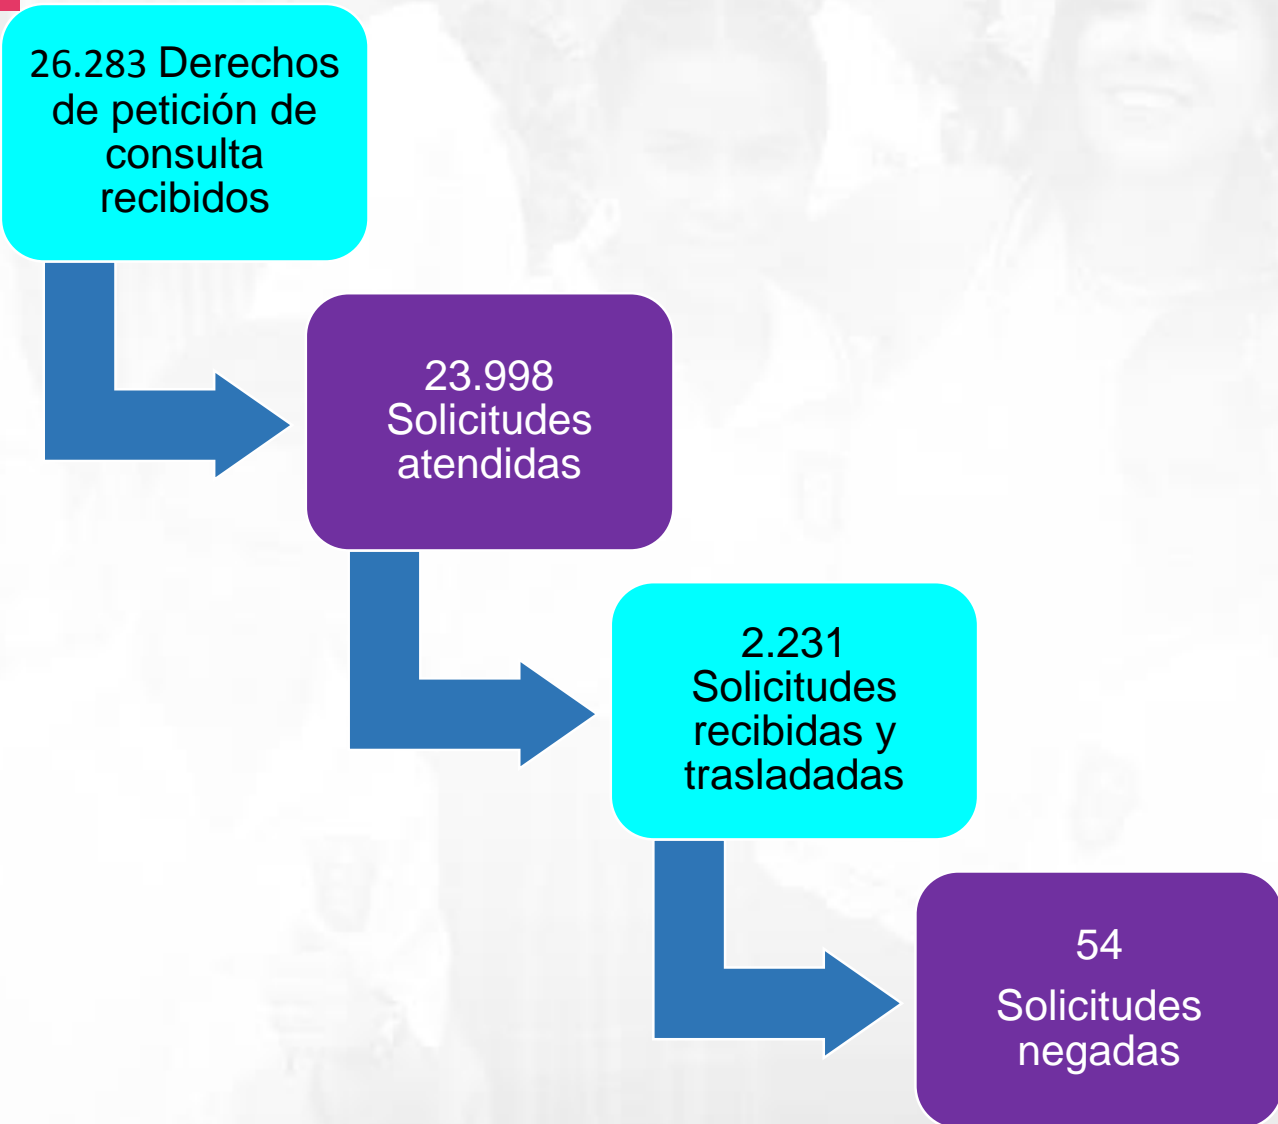 26.283 Derechos
de petición de
consulta
recibidos
23.998
Solicitudes
atendidas
2.231
Solicitudes
recibidas y
trasladadas
54
Solicitudes
negadas